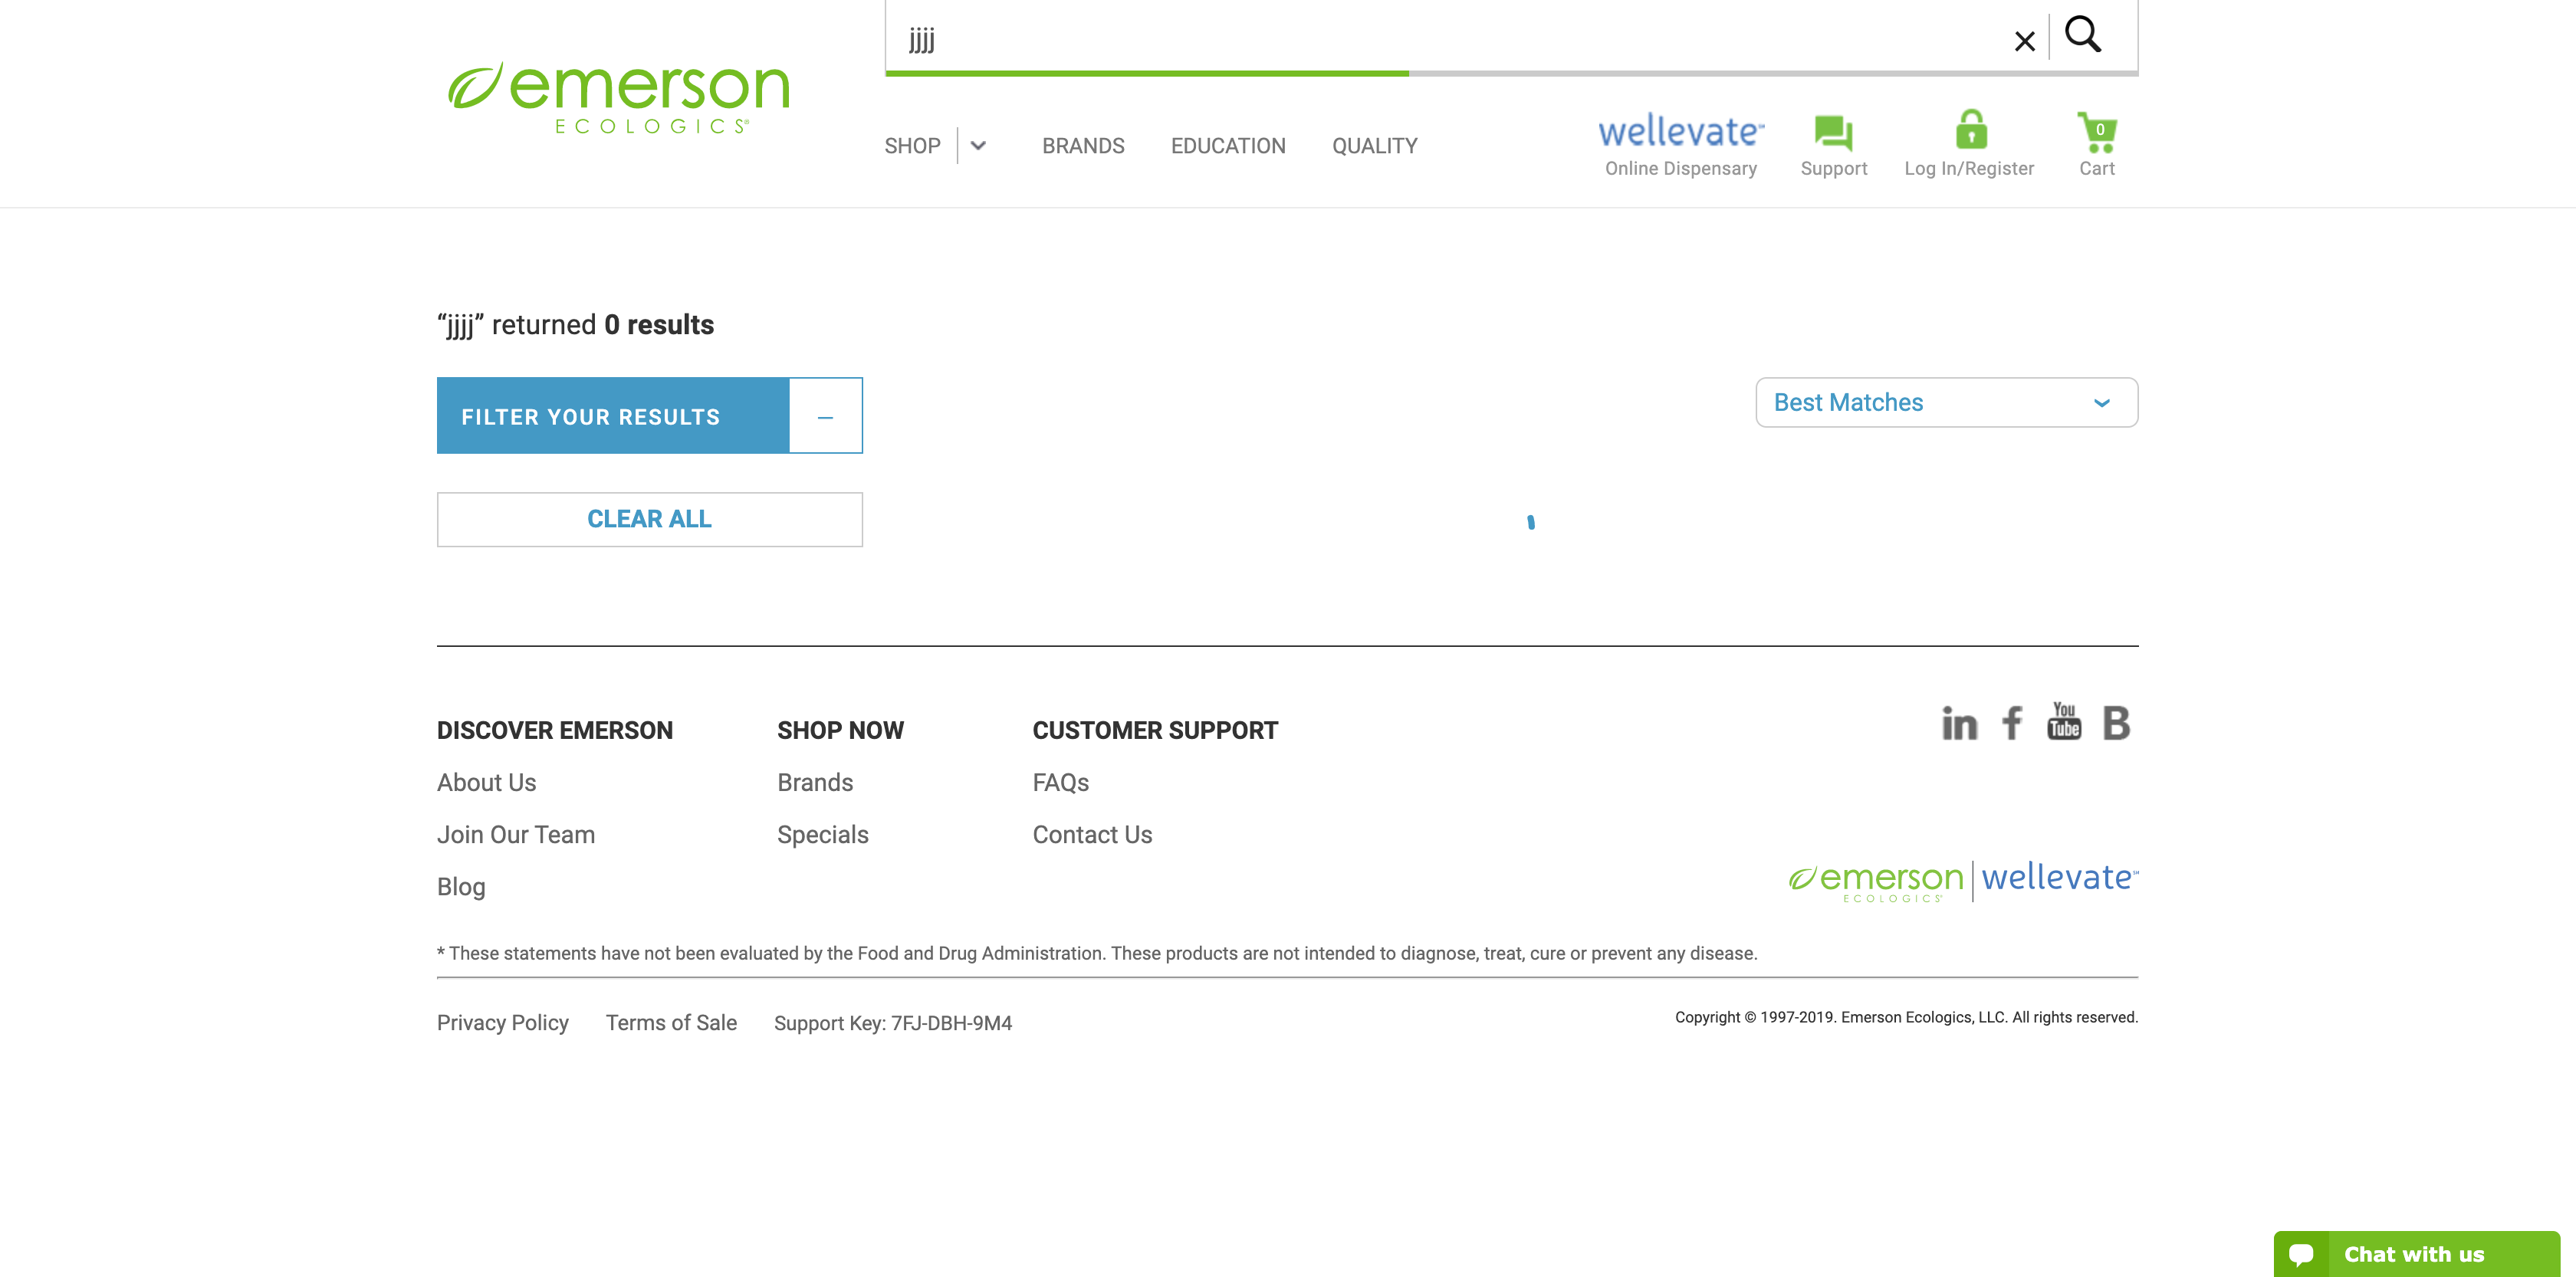 jjjj
emerson
ECOLOGICS®
SHOP
BRANDS
EDUCATION
QUALITY
wellevate℠
Online Dispensary
Support
Log In/Register
0
Cart
“jjjj” returned 0 results
FILTER YOUR RESULTS
Best Matches
CLEAR ALL
DISCOVER EMERSON
About Us
Join Our Team
Blog
SHOP NOW
Brands
Specials
CUSTOMER SUPPORT
FAQs
Contact Us
in f You Tube B
emerson
ECOLOGICS®
wellevate℠
* These statements have not been evaluated by the Food and Drug Administration. These products are not intended to diagnose, treat, cure or prevent any disease.
Privacy Policy
Terms of Sale
Support Key: 7FJ-DBH-9M4
Copyright © 1997-2019. Emerson Ecologics, LLC. All rights reserved.
Chat with us